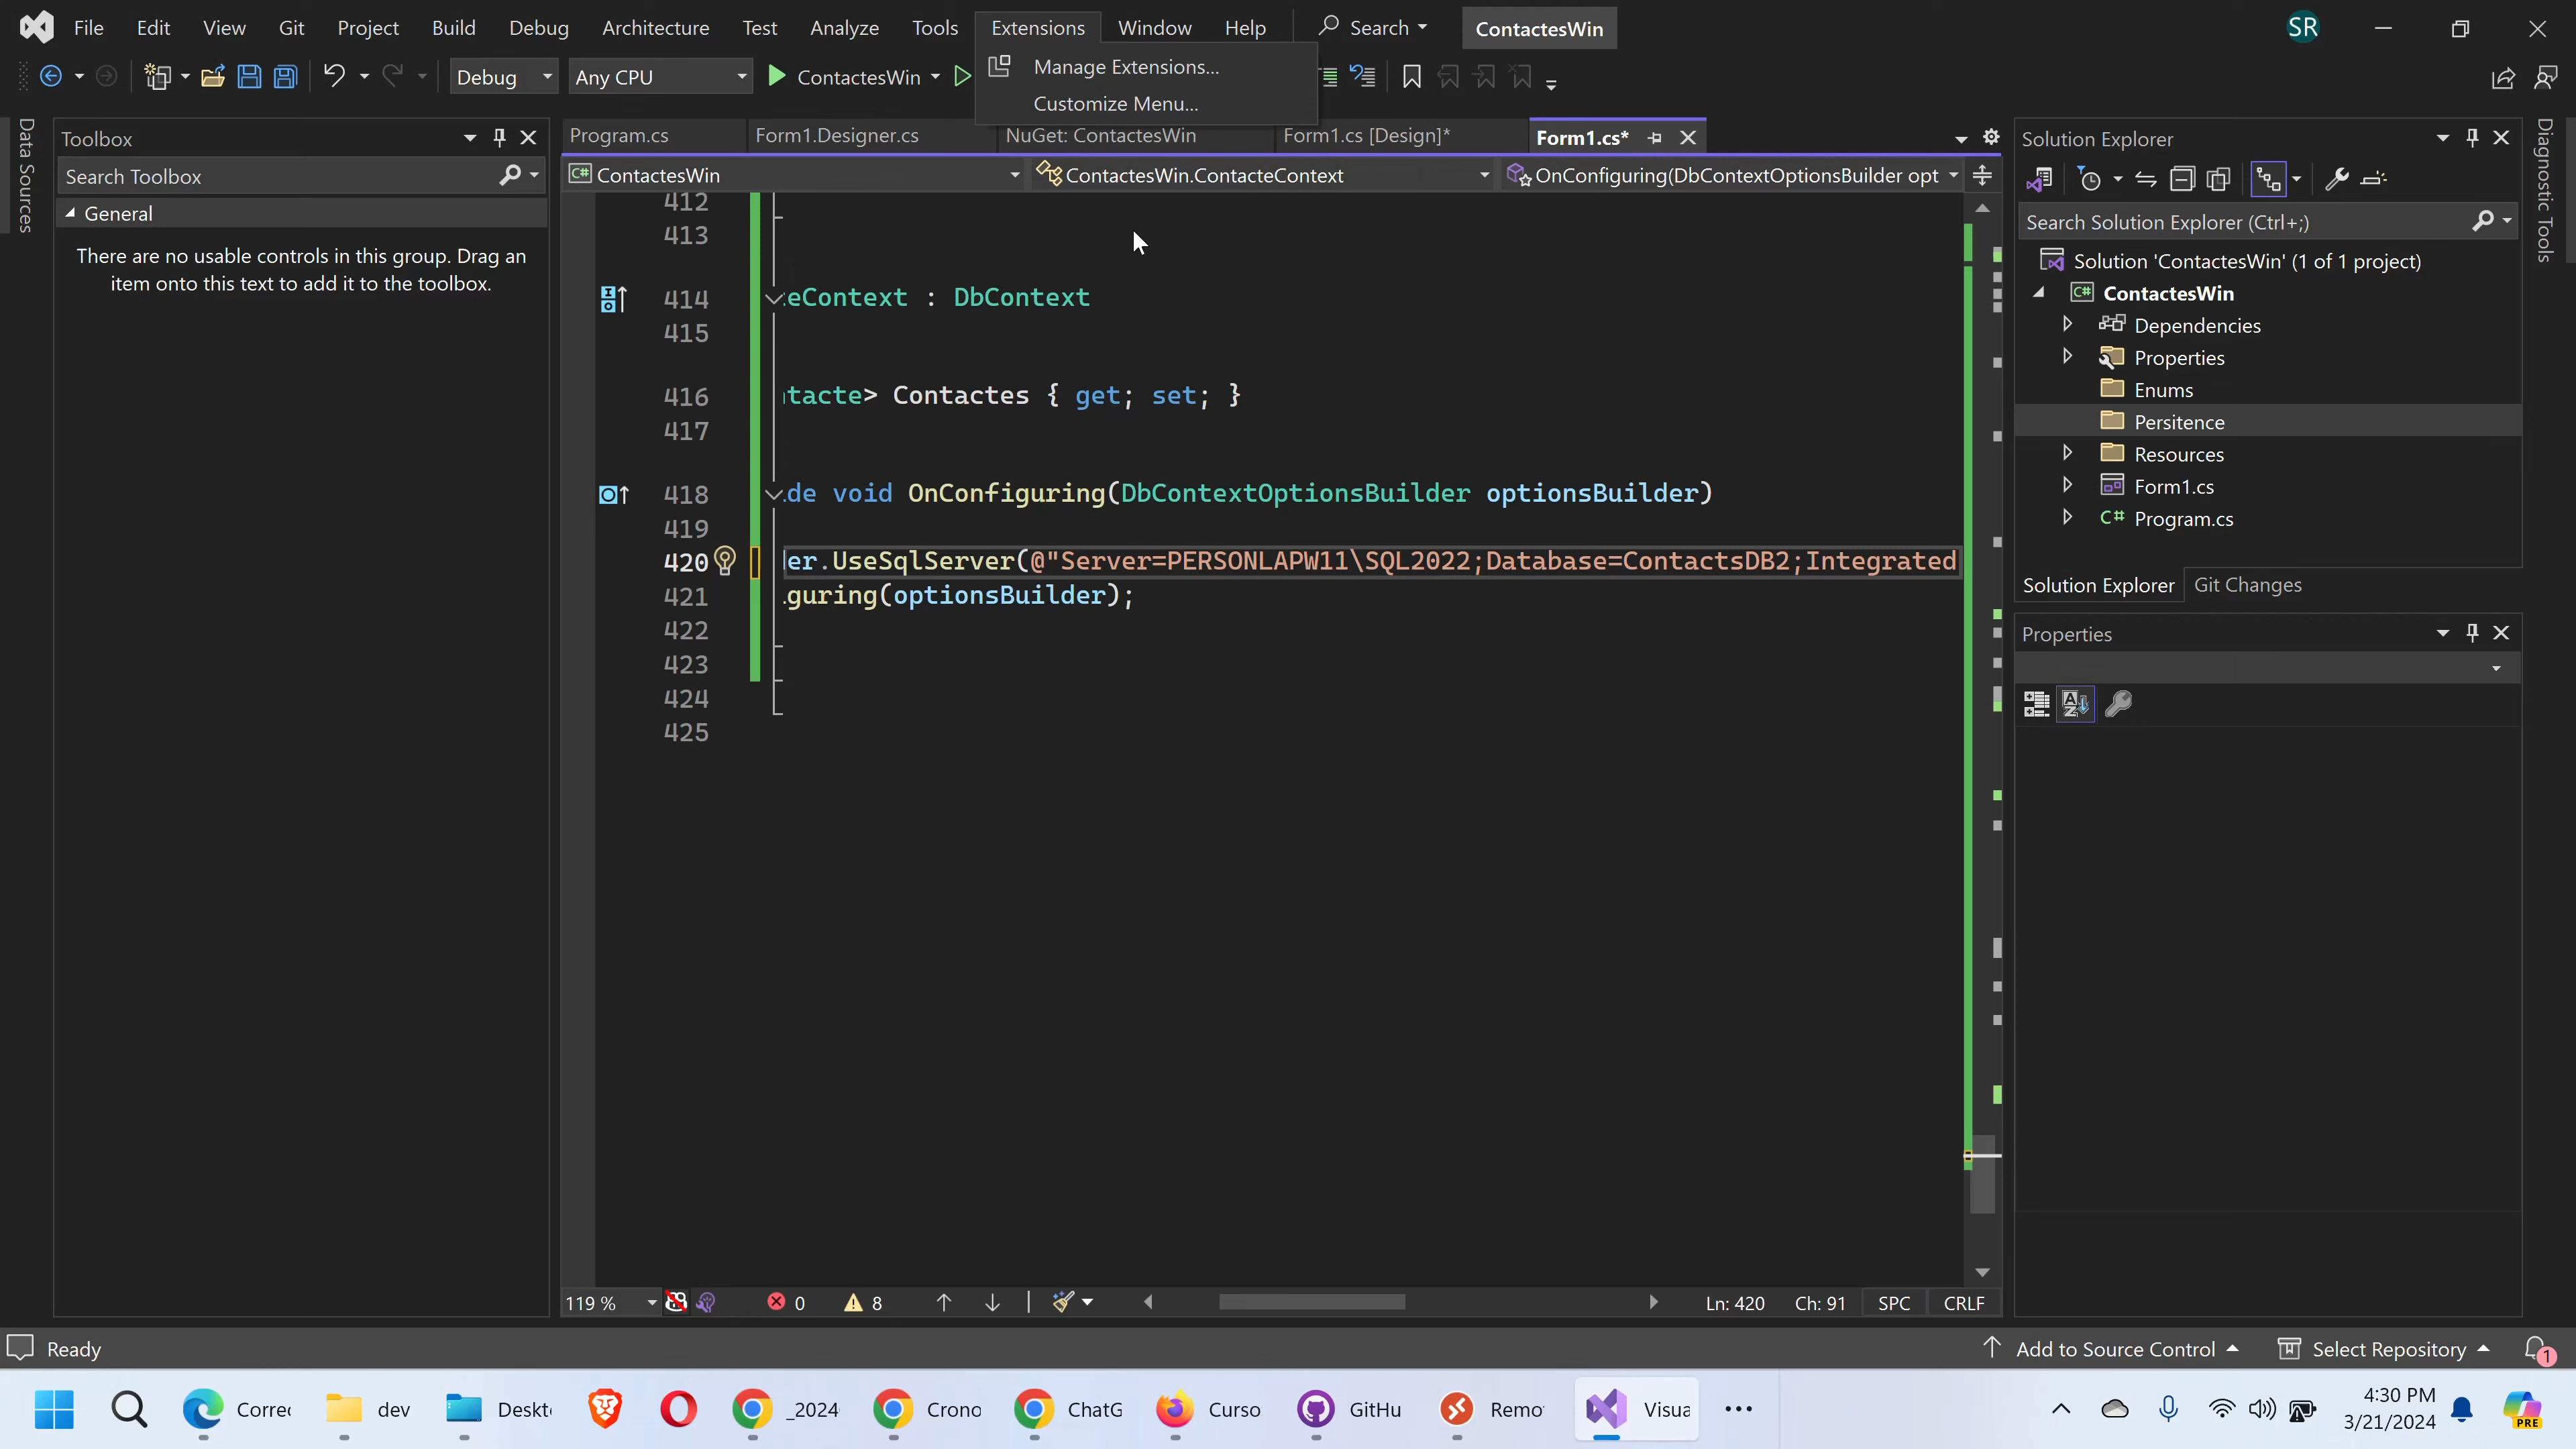 File Edit View Git Project Build Debug Architecture Test Analyze Tools Extensions Window Help Search ContactesWin SR
Debug Any CPU ContactesWin
Manage Extensions...
Customize Menu...
Data Sources
Toolbox
Search Toolbox
General
There are no usable controls in this group. Drag an
item onto this text to add it to the toolbox.
Program.cs Form1.Designer.cs NuGet: ContactesWin Form1.cs [Design]* Form1.cs*
C# ContactesWin ContactesWin.ContacteContext OnConfiguring(DbContextOptionsBuilder opt
412
413
414 eContext : DbContext
415
416 tacte> Contactes { get; set; }
417
418 de void OnConfiguring(DbContextOptionsBuilder optionsBuilder)
419
420 er.UseSqlServer(@"Server=PERSONLAPW11\SQL2022;Database=ContactsDB2;Integrated
421 guring(optionsBuilder);
422
423
424
425
119 % 0 8 Ln: 420 Ch: 91 SPC CRLF
Solution Explorer
Search Solution Explorer (Ctrl+;)
Solution 'ContactesWin' (1 of 1 project)
C# ContactesWin
Dependencies
Properties
Enums
Persitence
Resources
Form1.cs
C# Program.cs
Solution Explorer Git Changes
Properties
Diagnostic Tools
Ready Add to Source Control Select Repository 1
Correc dev Deskto _2024 Crono ChatG Curso GitHu Remo Visua
4:30 PM
3/21/2024
PRE